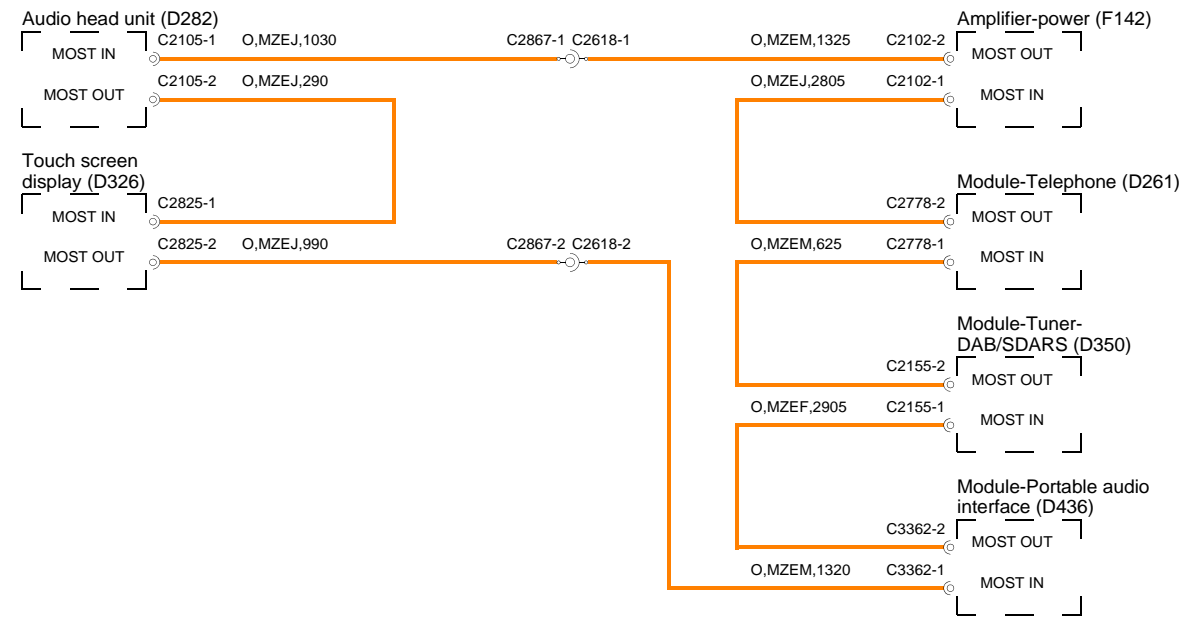 Audio head unit (D282)
MOST IN
C2105-1
O,MZEJ,1030
C2867-1
C2618-1
O,MZEM,1325
C2102-2
Amplifier-power (F142)
MOST OUT
MOST OUT
C2105-2
O,MZEJ,290
O,MZEJ,2805
C2102-1
MOST IN
Touch screen
display (D326)
MOST IN
C2825-1
C2778-2
Module-Telephone (D261)
MOST OUT
MOST OUT
C2825-2
O,MZEJ,990
C2867-2
C2618-2
O,MZEM,625
C2778-1
MOST IN
Module-Tuner-
DAB/SDARS (D350)
C2155-2
MOST OUT
O,MZEF,2905
C2155-1
MOST IN
Module-Portable audio
interface (D436)
C3362-2
MOST OUT
O,MZEM,1320
C3362-1
MOST IN